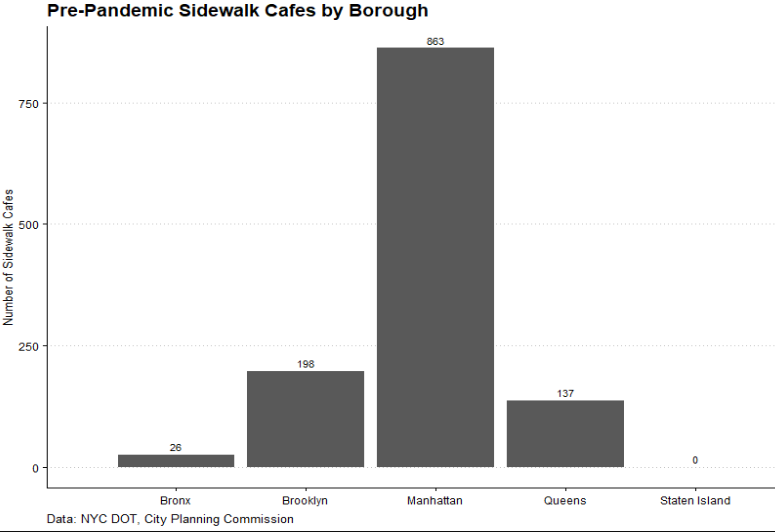 Pre-Pandemic Sidewalk Cafes by Borough
863
750
Number of Sidewalk Cafes
500
250
198
137
26
0
0
Bronx Brooklyn Manhattan Queens Staten Island
Data: NYC DOT, City Planning Commission